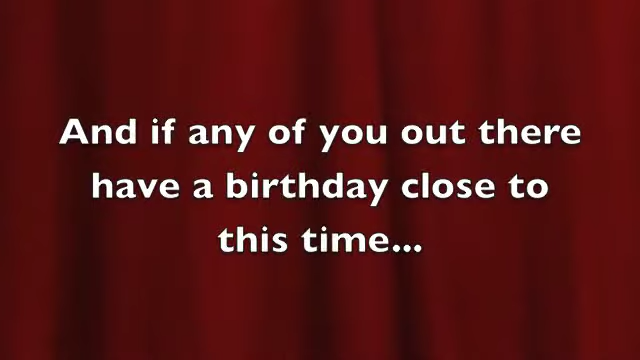 And if any of you out there
have a birthday close to
this time...